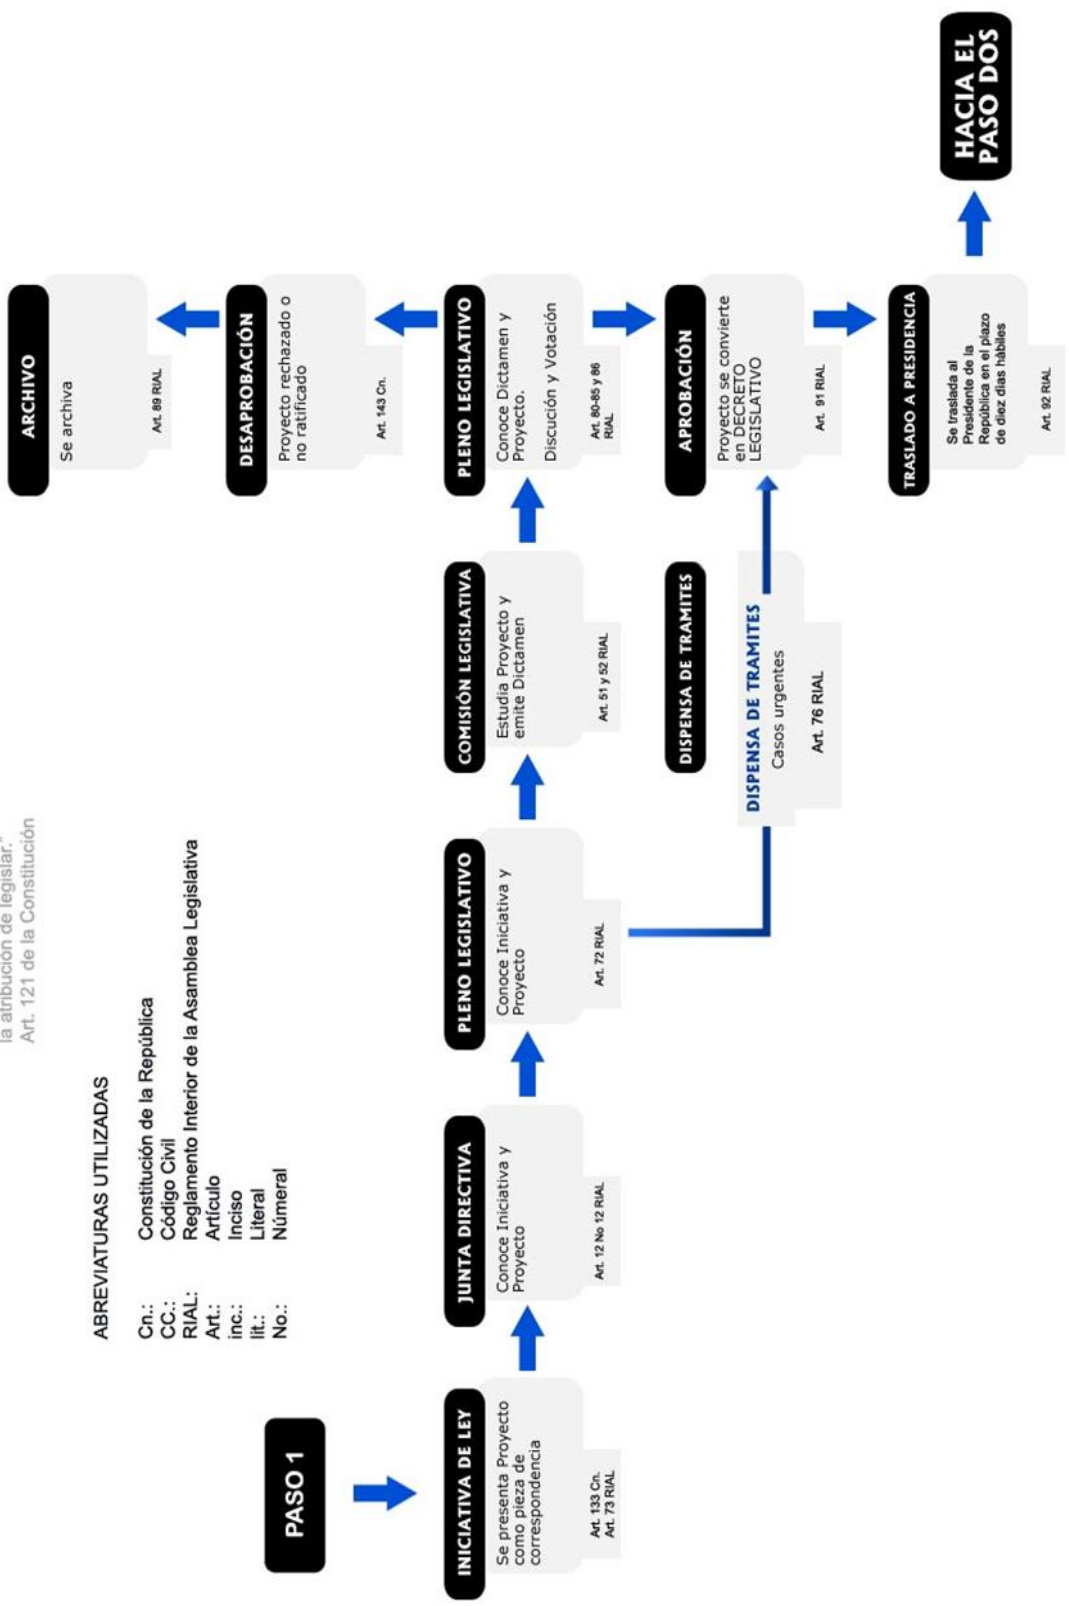 la atribución de legislar."
Art. 121 de la Constitución
ABREVIATURAS UTILIZADAS
Cn.: Constitución de la República
CC.: Código Civil
RIAL: Reglamento Interior de la Asamblea Legislativa
Art.: Artículo
inc.: Inciso
lit.: Literal
No.: Númeral
PASO 1
INICIATIVA DE LEY
Se presenta Proyecto
como pieza de
correspondencia
Art. 133 Cn.
Art. 73 RIAL
JUNTA DIRECTIVA
Conoce Iniciativa y
Proyecto
Art. 12 No 12 RIAL
PLENO LEGISLATIVO
Conoce Iniciativa y
Proyecto
Art. 72 RIAL
COMISIÓN LEGISLATIVA
Estudia Proyecto y
emite Dictamen
Art. 51 y 52 RIAL
PLENO LEGISLATIVO
Conoce Dictamen y
Proyecto.
Discución y Votación
Art. 80-85 y 86
RIAL
DESAPROBACIÓN
Proyecto rechazado o
no ratificado
Art. 143 Cn.
ARCHIVO
Se archiva
Art. 89 RIAL
DISPENSA DE TRAMITES
DISPENSA DE TRAMITES
Casos urgentes
Art. 76 RIAL
APROBACIÓN
Proyecto se convierte
en DECRETO
LEGISLATIVO
Art. 91 RIAL
TRASLADO A PRESIDENCIA
Se traslada al
Presidente de la
República en el plazo
de diez dias hábiles
Art. 92 RIAL
HACIA EL
PASO DOS